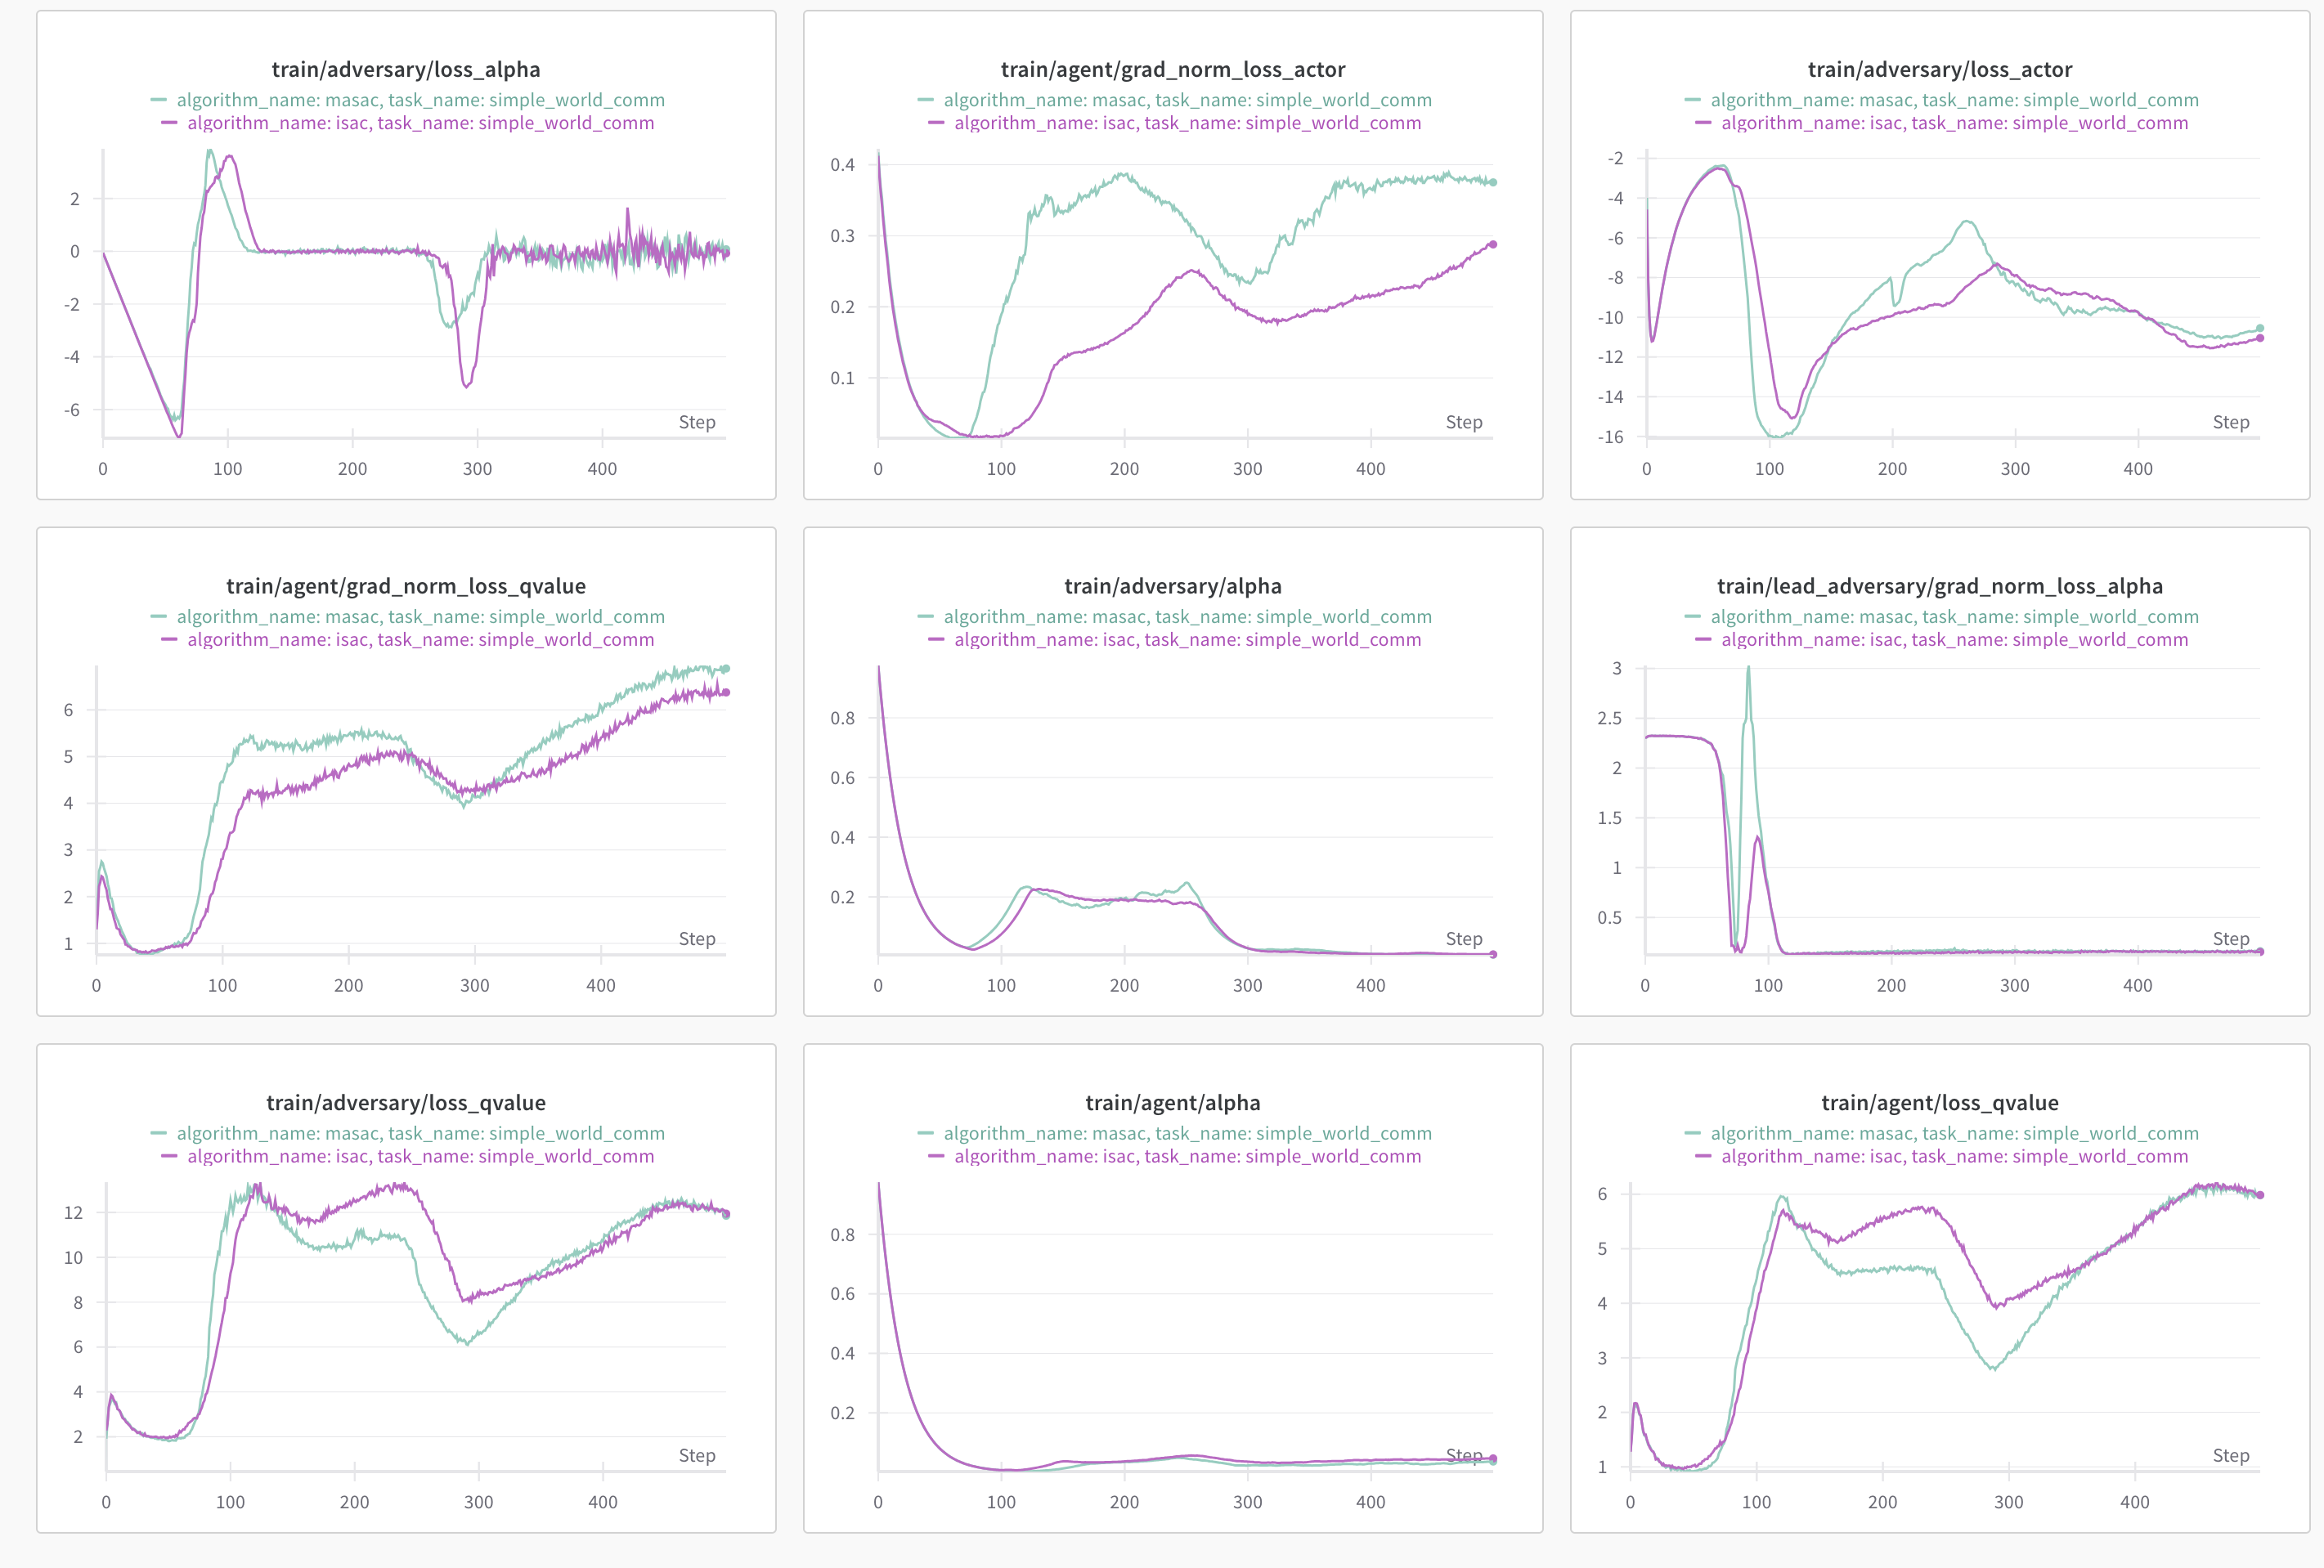 train/adversary/loss_alpha
algorithm_name: masac, task_name: simple_world_comm
algorithm_name: isac, task_name: simple_world_comm
2
0
-2
-4
-6
Step
0 100 200 300 400
train/agent/grad_norm_loss_actor
algorithm_name: masac, task_name: simple_world_comm
algorithm_name: isac, task_name: simple_world_comm
0.4
0.3
0.2
0.1
Step
0 100 200 300 400
train/adversary/loss_actor
algorithm_name: masac, task_name: simple_world_comm
algorithm_name: isac, task_name: simple_world_comm
-2
-4
-6
-8
-10
-12
-14
-16
Step
0 100 200 300 400
train/agent/grad_norm_loss_qvalue
algorithm_name: masac, task_name: simple_world_comm
algorithm_name: isac, task_name: simple_world_comm
6
5
4
3
2
1
Step
0 100 200 300 400
train/adversary/alpha
algorithm_name: masac, task_name: simple_world_comm
algorithm_name: isac, task_name: simple_world_comm
0.8
0.6
0.4
0.2
Step
0 100 200 300 400
train/lead_adversary/grad_norm_loss_alpha
algorithm_name: masac, task_name: simple_world_comm
algorithm_name: isac, task_name: simple_world_comm
3
2.5
2
1.5
1
0.5
Step
0 100 200 300 400
train/adversary/loss_qvalue
algorithm_name: masac, task_name: simple_world_comm
algorithm_name: isac, task_name: simple_world_comm
12
10
8
6
4
2
Step
0 100 200 300 400
train/agent/alpha
algorithm_name: masac, task_name: simple_world_comm
algorithm_name: isac, task_name: simple_world_comm
0.8
0.6
0.4
0.2
Step
0 100 200 300 400
train/agent/loss_qvalue
algorithm_name: masac, task_name: simple_world_comm
algorithm_name: isac, task_name: simple_world_comm
6
5
4
3
2
1
Step
0 100 200 300 400